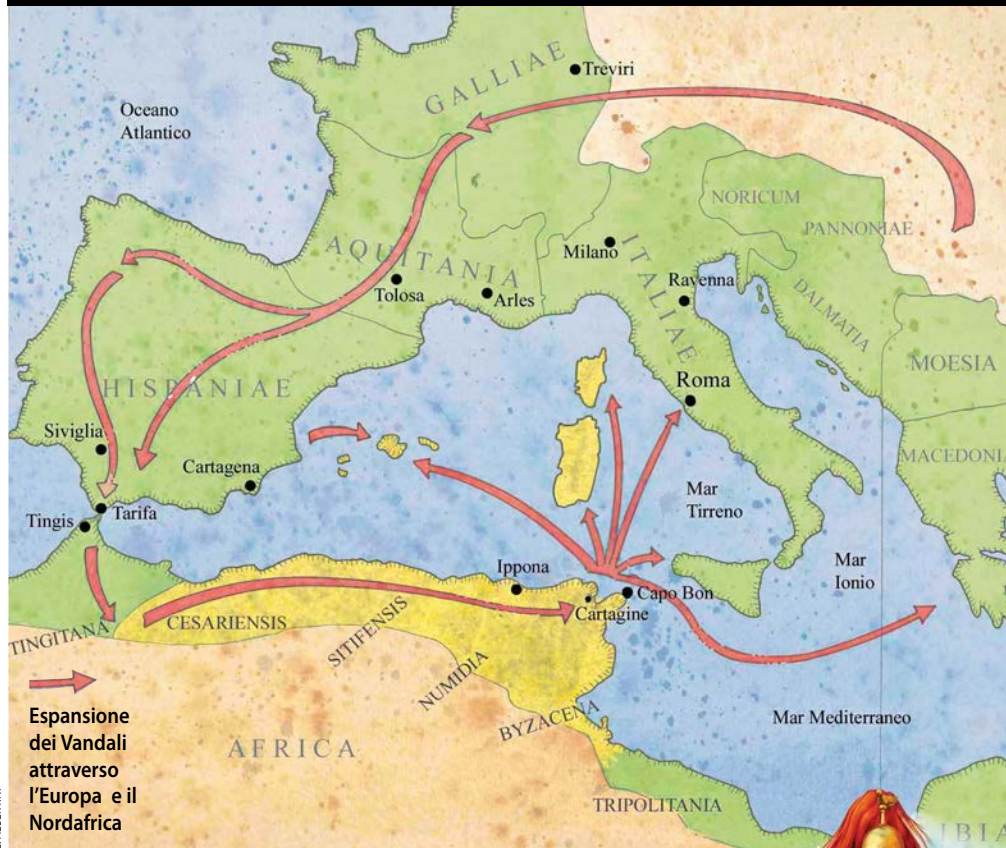 GALLIAE
Treviri
Oceano
Atlantico
NORICUM
PANNONIAE
AQUITANIA
Milano
ITALIAE
Ravenna
Tolosa
Arles
DALMATIA
MOESIA
HISPANIAE
Roma
Siviglia
Cartagena
MACEDONI
Mar
Tirreno
Tingis
Tarifa
Mar
Ionio
Ippona
Capo Bon
Cartagine
TINGITANA
CESARIENSIS
SITIFENSIS
NUMIDIA
BYZACENA
Mar Mediterraneo
Espansione
dei Vandali
attraverso
l'Europa e il
Nordafrica
AFRICA
TRIPOLITANIA
IBIA